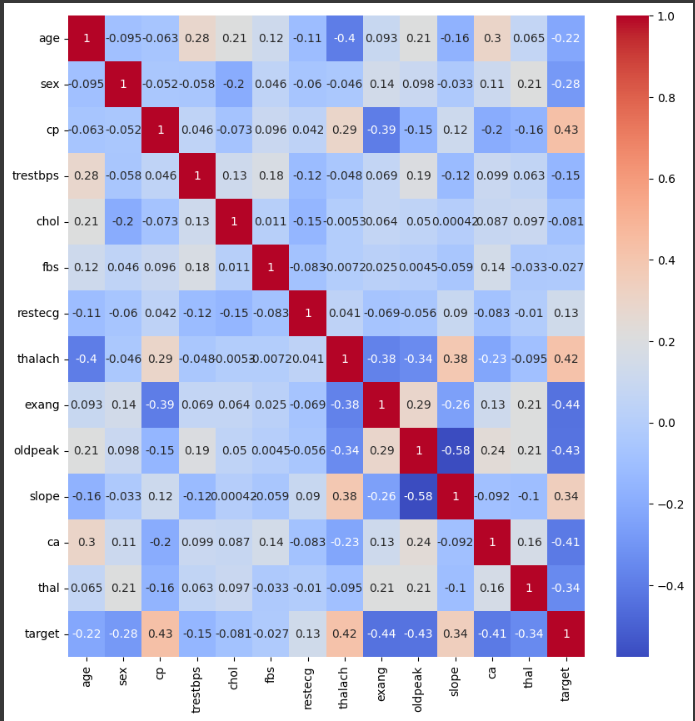 age 1 -0.095 -0.063 0.28 0.21 0.12 -0.11 -0.4 0.093 0.21 -0.16 0.3 0.065 -0.22
sex -0.095 1 -0.052 -0.058 -0.2 0.046 -0.06 -0.046 0.14 0.098 -0.033 0.11 0.21 -0.28
cp -0.063 -0.052 1 0.046 -0.073 0.096 0.042 0.29 -0.39 -0.15 0.12 -0.2 -0.16 0.43
trestbps 0.28 -0.058 0.046 1 0.13 0.18 -0.12 -0.048 0.069 0.19 -0.12 0.099 0.063 -0.15
chol 0.21 -0.2 -0.073 0.13 1 0.011 -0.15 -0.0053 0.064 0.05 0.00042 0.087 0.097 -0.081
fbs 0.12 0.046 0.096 0.18 0.011 1 -0.083 -0.0072 0.025 0.0045 -0.059 0.14 -0.033 -0.027
restecg -0.11 -0.06 0.042 -0.12 -0.15 -0.083 1 0.041 -0.069 -0.056 0.09 -0.083 -0.01 0.13
thalach -0.4 -0.046 0.29 -0.048 -0.0053 0.0072 0.041 1 -0.38 -0.34 0.38 -0.23 -0.095 0.42
exang 0.093 0.14 -0.39 0.069 0.064 0.025 -0.069 -0.38 1 0.29 -0.26 0.13 0.21 -0.44
oldpeak 0.21 0.098 -0.15 0.19 0.05 0.0045 -0.056 -0.34 0.29 1 -0.58 0.24 0.21 -0.43
slope -0.16 -0.033 0.12 -0.12 0.00042 -0.059 0.09 0.38 -0.26 -0.58 1 -0.092 -0.1 0.34
ca 0.3 0.11 -0.2 0.099 0.087 0.14 -0.083 -0.23 0.13 0.24 -0.092 1 0.16 -0.41
thal 0.065 0.21 -0.16 0.063 0.097 -0.033 -0.01 -0.095 0.21 0.21 -0.1 0.16 1 -0.34
target -0.22 -0.28 0.43 -0.15 -0.081 -0.027 0.13 0.42 -0.44 -0.43 0.34 -0.41 -0.34 1
age sex cp trestbps chol fbs restecg thalach exang oldpeak slope ca thal target
1.0
0.8
0.6
0.4
0.2
0.0
−0.2
−0.4